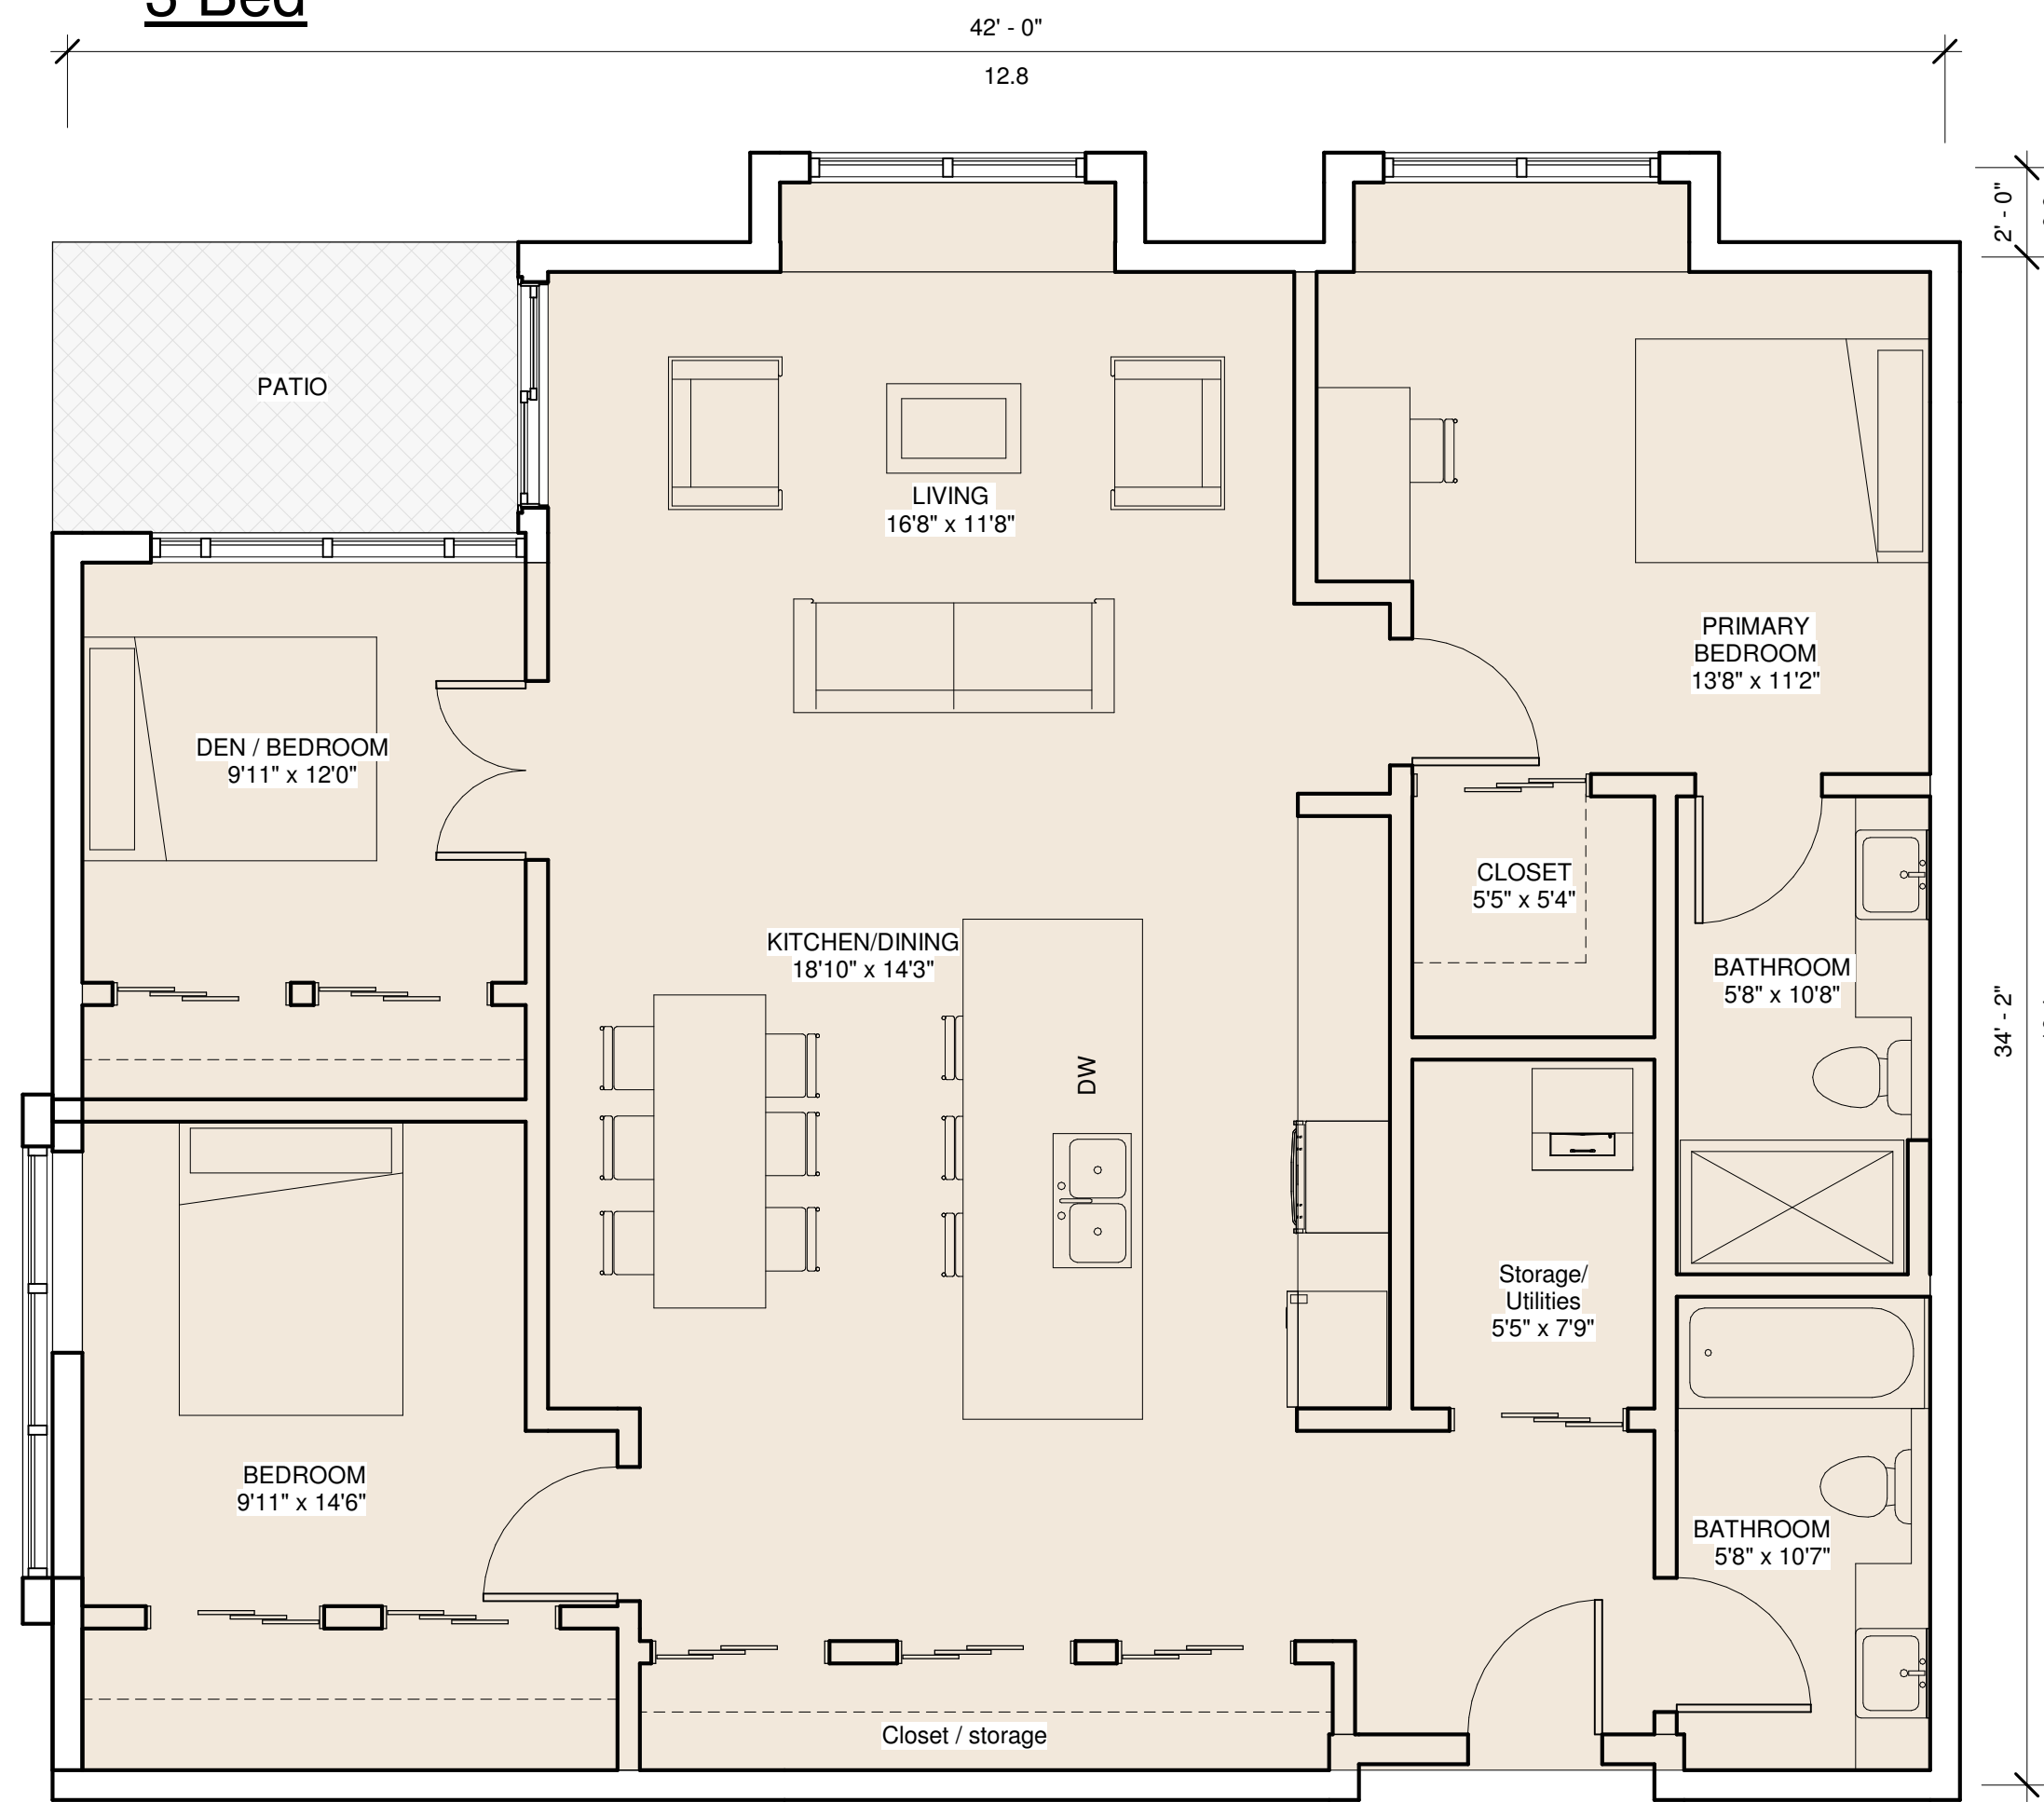 3 Bed
42' - 0"
12.8
2' - 0"
PATIO
LIVING
16'8" x 11'8"
PRIMARY
BEDROOM
13'8" x 11'2"
DEN / BEDROOM
9'11" x 12'0"
CLOSET
5'5" x 5'4"
KITCHEN/DINING
18'10" x 14'3"
BATHROOM
5'8" x 10'8"
34' - 2"
DW
Storage/
Utilities
5'5" x 7'9"
BEDROOM
9'11" x 14'6"
BATHROOM
5'8" x 10'7"
Closet / storage